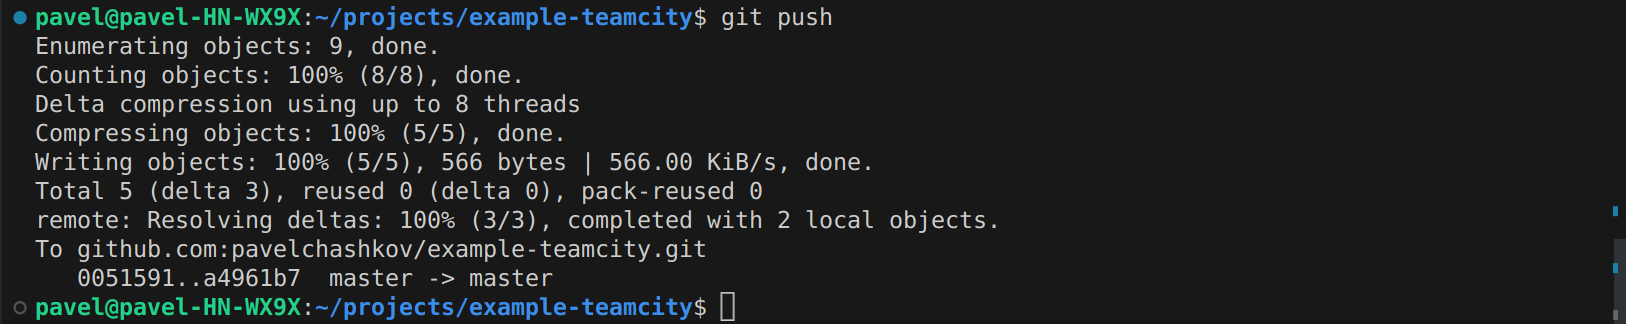 pavel@pavel-HN-WX9X:~/projects/example-teamcity$ git push
Enumerating objects: 9, done.
Counting objects: 100% (8/8), done.
Delta compression using up to 8 threads
Compressing objects: 100% (5/5), done.
Writing objects: 100% (5/5), 566 bytes | 566.00 KiB/s, done.
Total 5 (delta 3), reused 0 (delta 0), pack-reused 0
remote: Resolving deltas: 100% (3/3), completed with 2 local objects.
To github.com:pavelchashkov/example-teamcity.git
   0051591..a4961b7  master -> master
pavel@pavel-HN-WX9X:~/projects/example-teamcity$